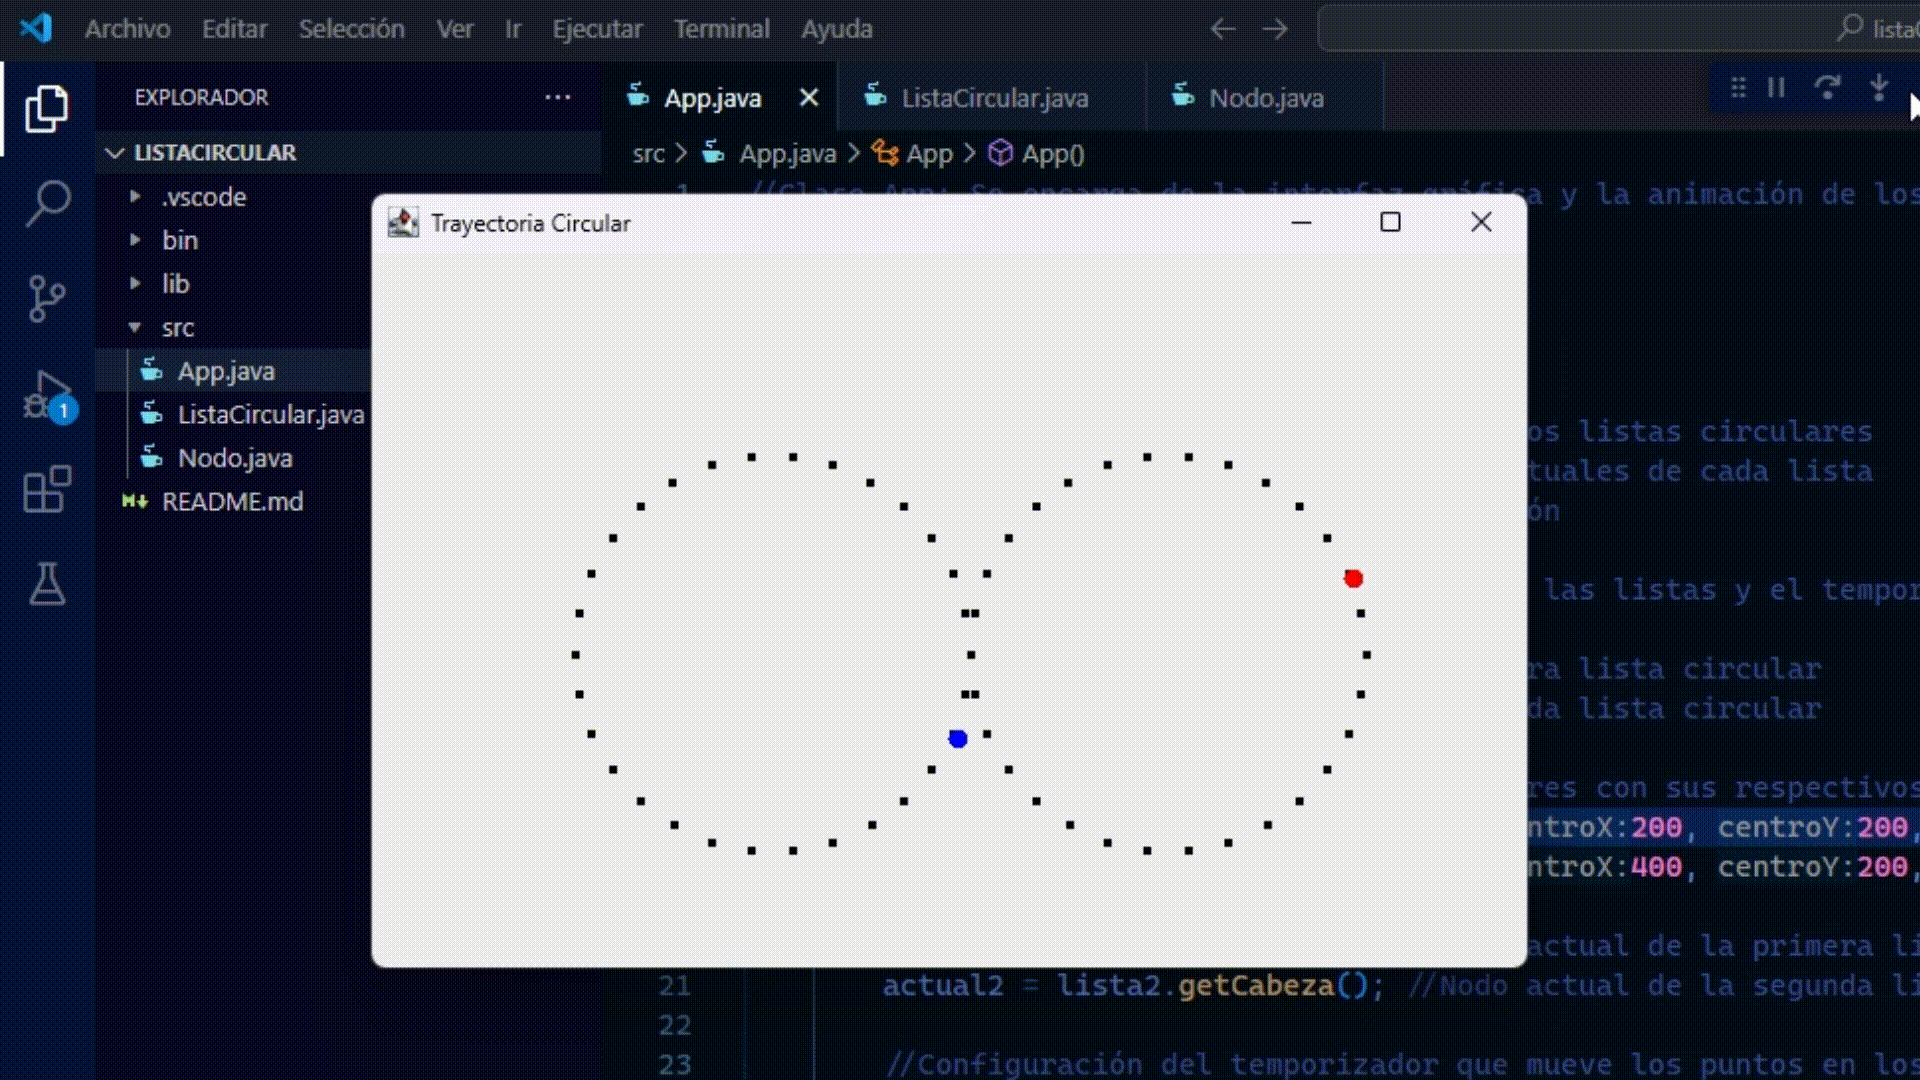 Archivo Editar Selección Ver Ir Ejecutar Terminal Ayuda
EXPLORADOR
LISTACIRCULAR
.vscode
bin
lib
src
App.java
ListaCircular.java
Nodo.java
README.md
App.java ListaCircular.java Nodo.java
src > App.java > App > App()
//Clase App: Se encarga de la interfaz gráfica y la animación de los
Trayectoria Circular
os listas circulares
tuales de cada lista
ón
las listas y el tempor
ra lista circular
da lista circular
res con sus respectivos
ntroX:200, centroY:200,
ntroX:400, centroY:200,
actual de la primera li
21 actual2 = lista2.getCabeza(); //Nodo actual de la segunda li
22
23 //Configuración del temporizador que mueve los puntos en los
1